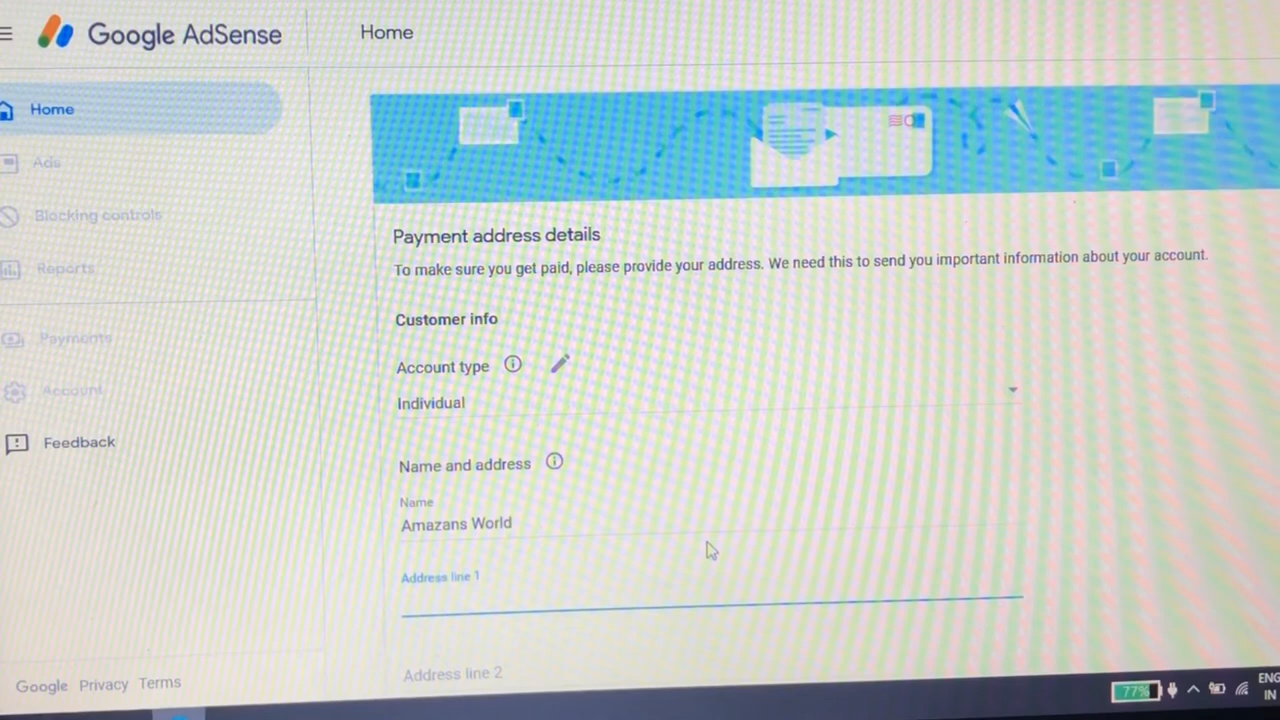 Google AdSense
Home
Home
Ads
Blocking controls
Reports
Payments
Account
Feedback
Payment address details
To make sure you get paid, please provide your address. We need this to send you important information about your account.
Customer info
Account type
Individual
Name and address
Name
Amazans World
Address line 1
Address line 2
Google Privacy Terms
77%
ENG
IN